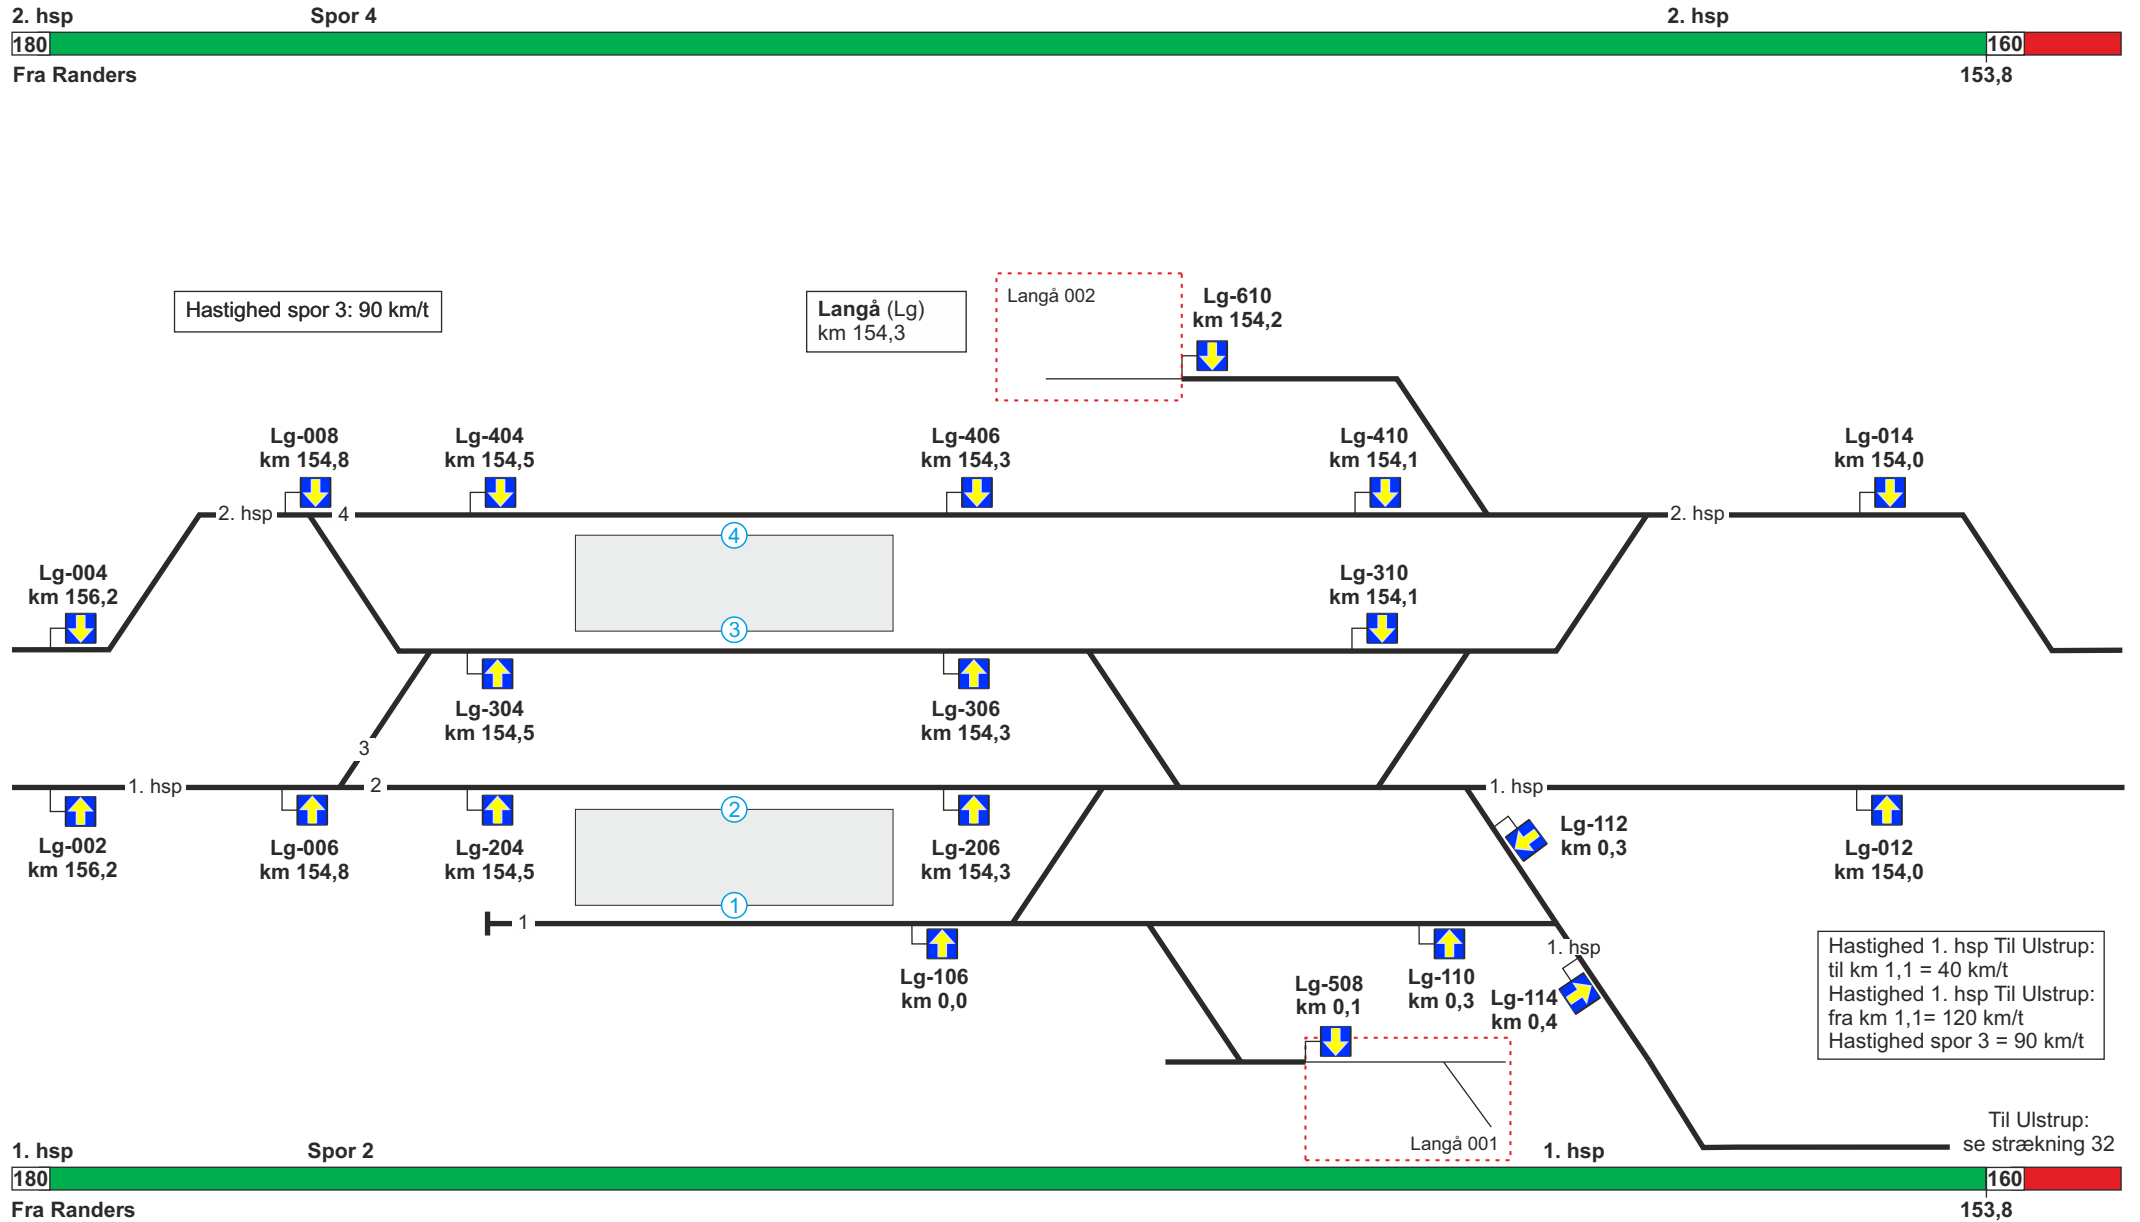 2. hsp Spor 4 2. hsp
180 160
Fra Randers 153,8
Hastighed spor 3: 90 km/t
Langå (Lg)
km 154,3
Langå 002
Lg-610
km 154,2
Lg-008
km 154,8
Lg-404
km 154,5
Lg-406
km 154,3
Lg-410
km 154,1
Lg-014
km 154,0
2. hsp 4 2. hsp
4
Lg-004
km 156,2
Lg-310
km 154,1
3
Lg-304
km 154,5
Lg-306
km 154,3
3
1. hsp 2 1. hsp
2
Lg-002
km 156,2
Lg-006
km 154,8
Lg-204
km 154,5
Lg-206
km 154,3
Lg-112
km 0,3
Lg-012
km 154,0
1
1
1. hsp
Lg-106
km 0,0
Lg-508
km 0,1
Lg-110
km 0,3
Lg-114
km 0,4
Hastighed 1. hsp Til Ulstrup:
til km 1,1 = 40 km/t
Hastighed 1. hsp Til Ulstrup:
fra km 1,1= 120 km/t
Hastighed spor 3 = 90 km/t
Langå 001
Til Ulstrup:
se strækning 32
1. hsp Spor 2 1. hsp
180 160
Fra Randers 153,8